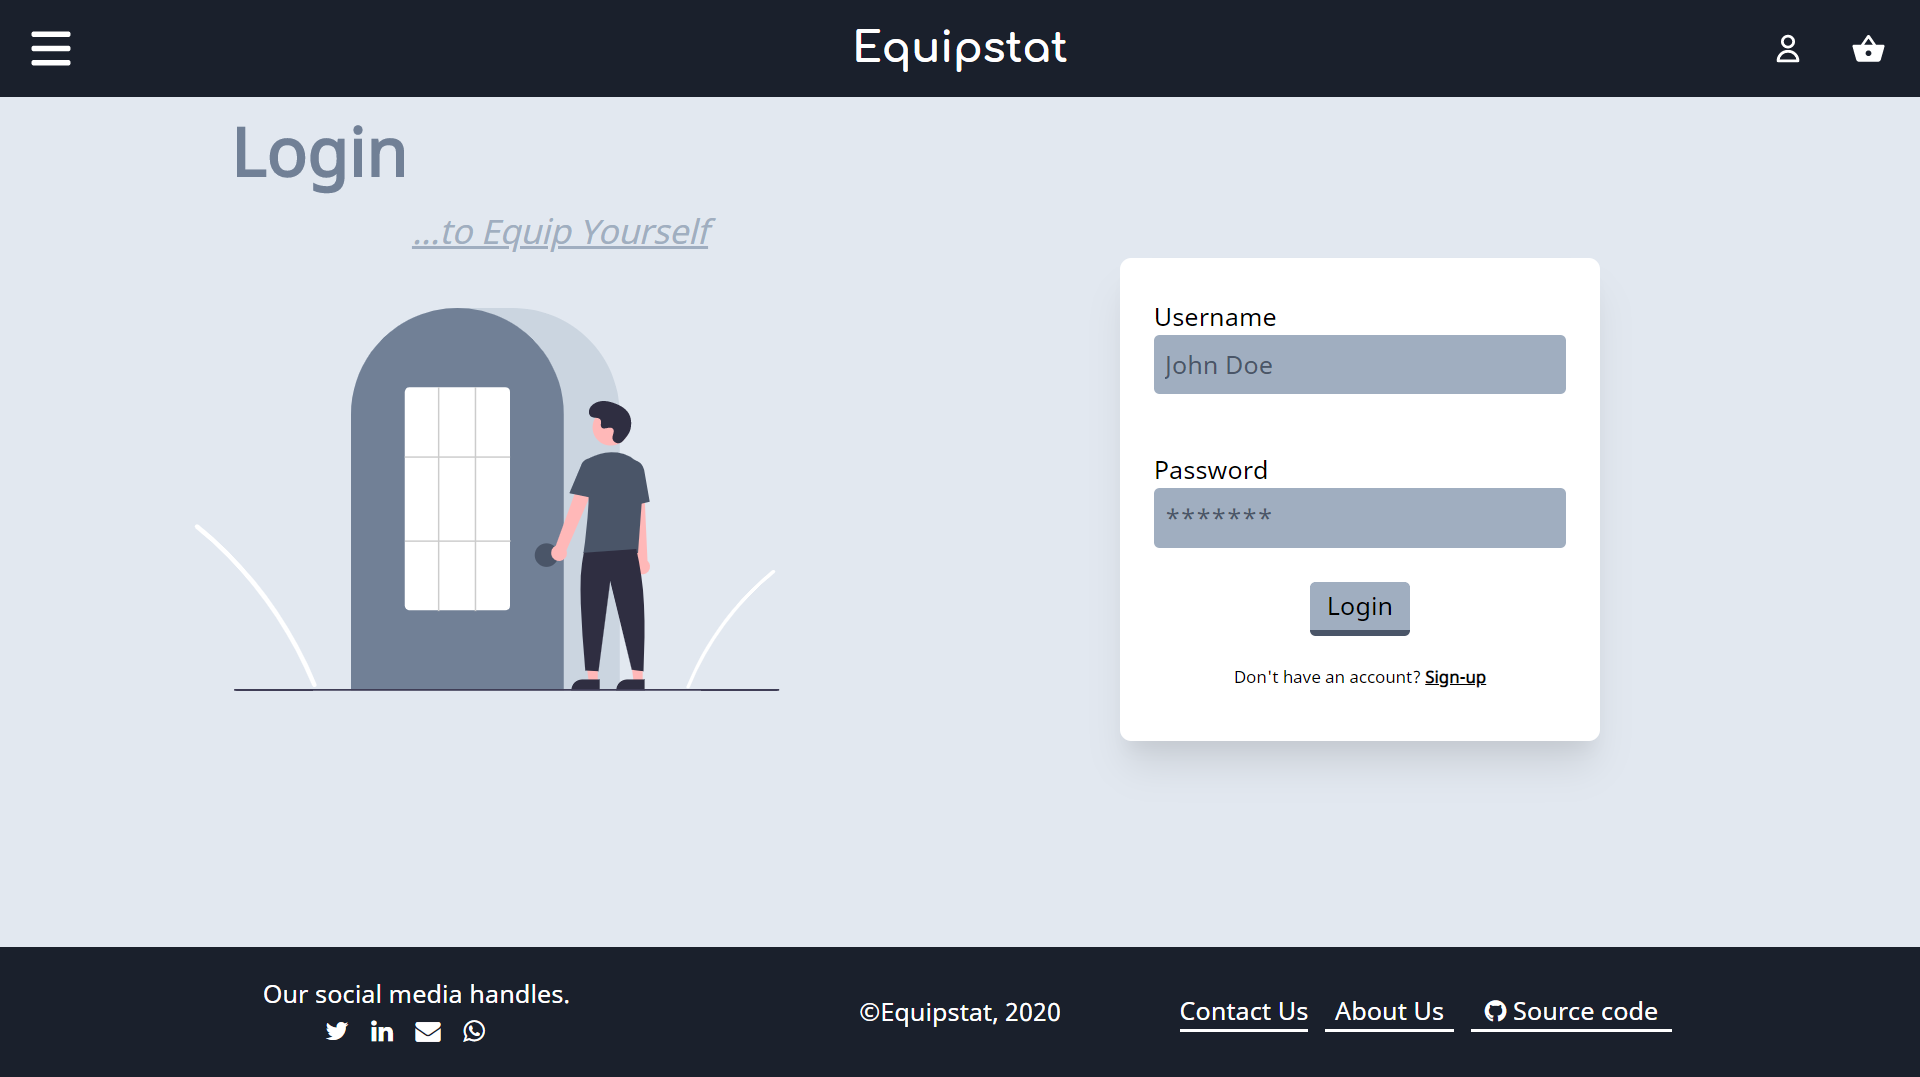 Equipstat
Login
...to Equip Yourself
Username
John Doe
Password
*******
Login
Don't have an account? Sign-up
Our social media handles.
©Equipstat, 2020
Contact Us
About Us
Source code